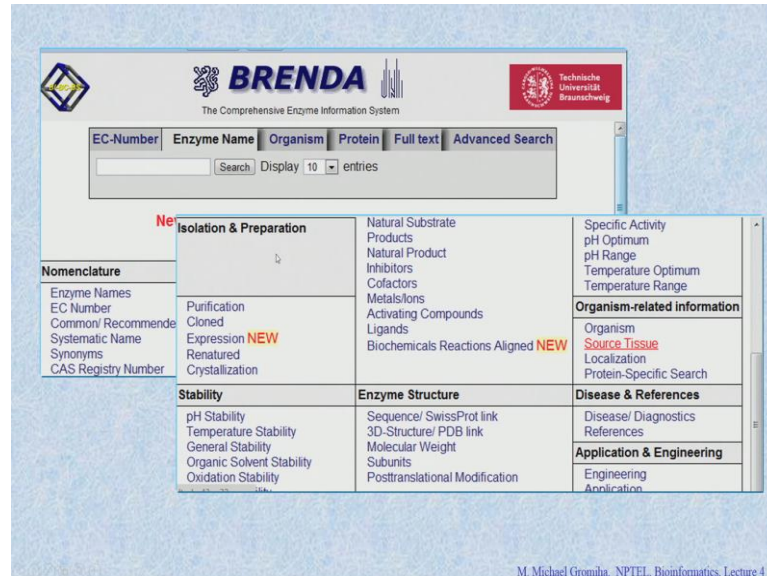 BRENDA
The Comprehensive Enzyme Information System
Technische
Universität
Braunschweig
EC-Number Enzyme Name Organism Protein Full text Advanced Search
Search Display 10 entries
Nomenclature
Enzyme Names
EC Number
Common/ Recommende
Systematic Name
Synonyms
CAS Registry Number
Isolation & Preparation
Purification
Cloned
Expression NEW
Renatured
Crystallization
Stability
pH Stability
Temperature Stability
General Stability
Organic Solvent Stability
Oxidation Stability
Natural Substrate
Products
Natural Product
Inhibitors
Cofactors
Metals/Ions
Activating Compounds
Ligands
Biochemicals Reactions Aligned NEW
Enzyme Structure
Sequence/ SwissProt link
3D-Structure/ PDB link
Molecular Weight
Subunits
Posttranslational Modification
Specific Activity
pH Optimum
pH Range
Temperature Optimum
Temperature Range
Organism-related information
Organism
Source Tissue
Localization
Protein-Specific Search
Disease & References
Disease/ Diagnostics
References
Application & Engineering
Engineering
Application
M. Michael Gromiha, NPTEL, Bioinformatics, Lecture 4